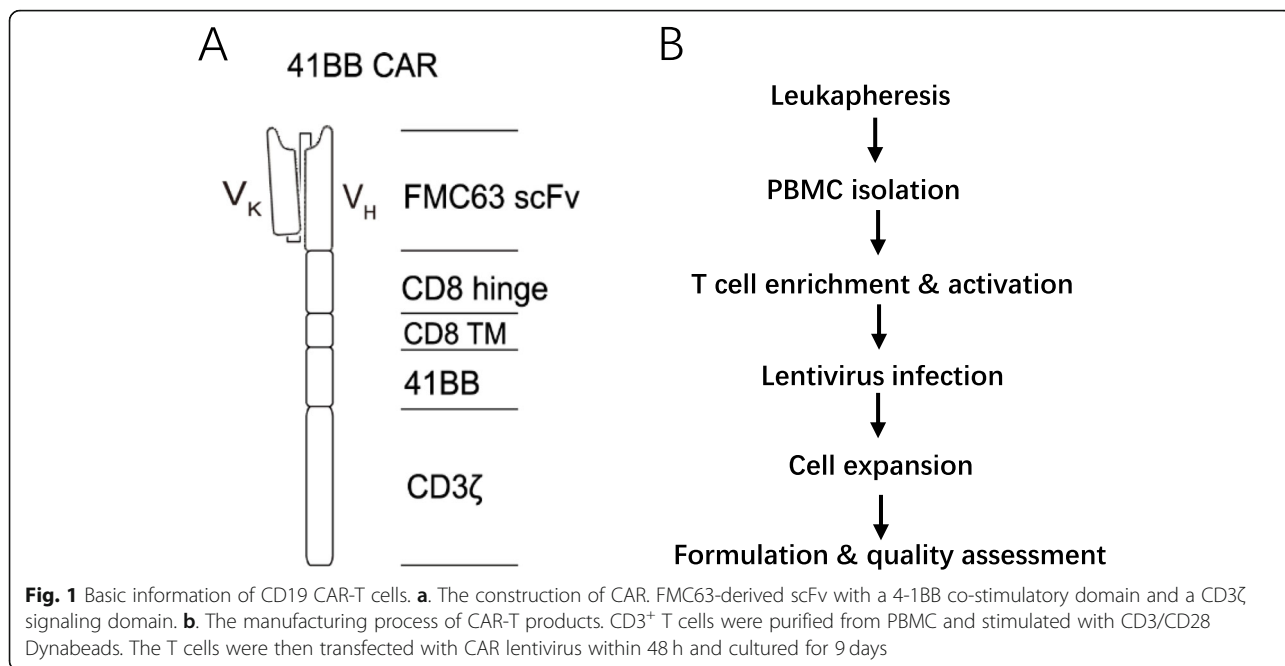 A
41BB CAR
V_K
V_H
FMC63 scFv
CD8 hinge
CD8 TM
41BB
CD3ζ
B
Leukapheresis
PBMC isolation
T cell enrichment & activation
Lentivirus infection
Cell expansion
Formulation & quality assessment
Fig. 1 Basic information of CD19 CAR-T cells. a. The construction of CAR. FMC63-derived scFv with a 4-1BB co-stimulatory domain and a CD3ζ
signaling domain. b. The manufacturing process of CAR-T products. CD3⁺ T cells were purified from PBMC and stimulated with CD3/CD28
Dynabeads. The T cells were then transfected with CAR lentivirus within 48 h and cultured for 9 days